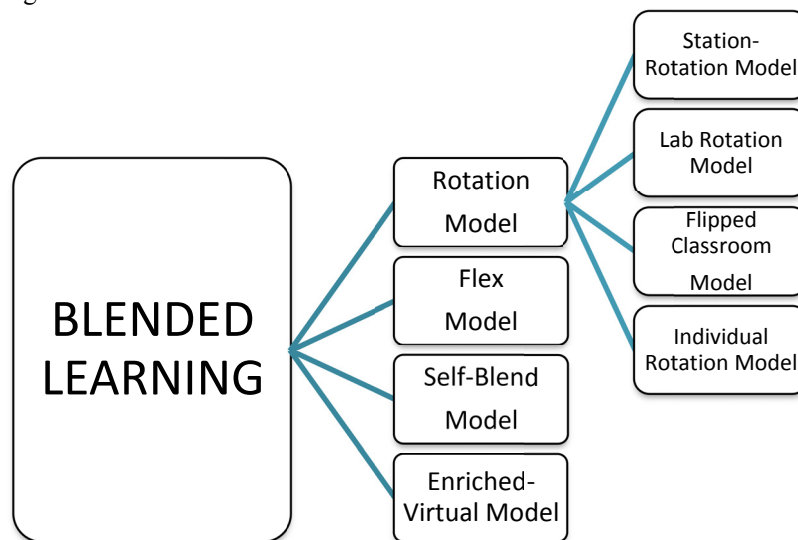 BLENDED
LEARNING
Rotation
Model
Flex
Model
Self-Blend
Model
Enriched-
Virtual Model
Station-
Rotation Model
Lab Rotation
Model
Flipped
Classroom
Model
Individual
Rotation Model